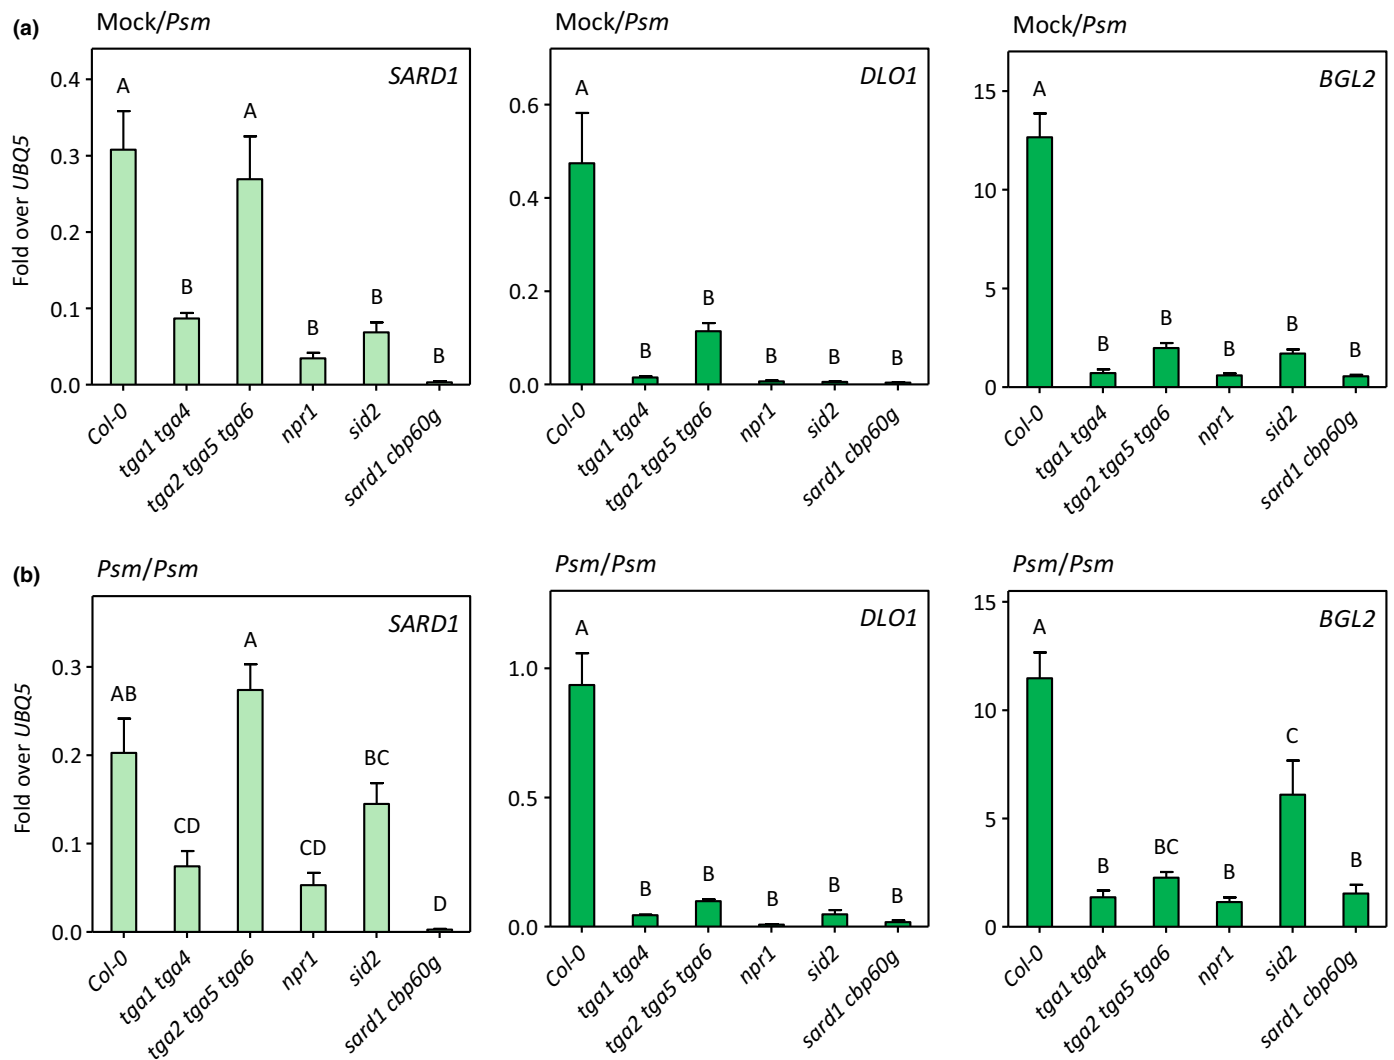 (a)
Mock/Psm
Mock/Psm
Mock/Psm
SARD1
DLO1
BGL2
Fold over UBQ5
0.4
0.3
0.2
0.1
0.0
A
B
A
B
B
B
Col-0
tga1 tga4
tga2 tga5 tga6
npr1
sid2
sard1 cbp60g
0.6
0.4
0.2
0.0
A
B
B
B
B
B
Col-0
tga1 tga4
tga2 tga5 tga6
npr1
sid2
sard1 cbp60g
15
10
5
0
A
B
B
B
B
B
Col-0
tga1 tga4
tga2 tga5 tga6
npr1
sid2
sard1 cbp60g
(b)
Psm/Psm
Psm/Psm
Psm/Psm
SARD1
DLO1
BGL2
Fold over UBQ5
0.3
0.2
0.1
0.0
AB
CD
A
CD
BC
D
Col-0
tga1 tga4
tga2 tga5 tga6
npr1
sid2
sard1 cbp60g
1.0
0.5
0.0
A
B
B
B
B
B
Col-0
tga1 tga4
tga2 tga5 tga6
npr1
sid2
sard1 cbp60g
15
10
5
0
A
B
BC
B
C
B
Col-0
tga1 tga4
tga2 tga5 tga6
npr1
sid2
sard1 cbp60g